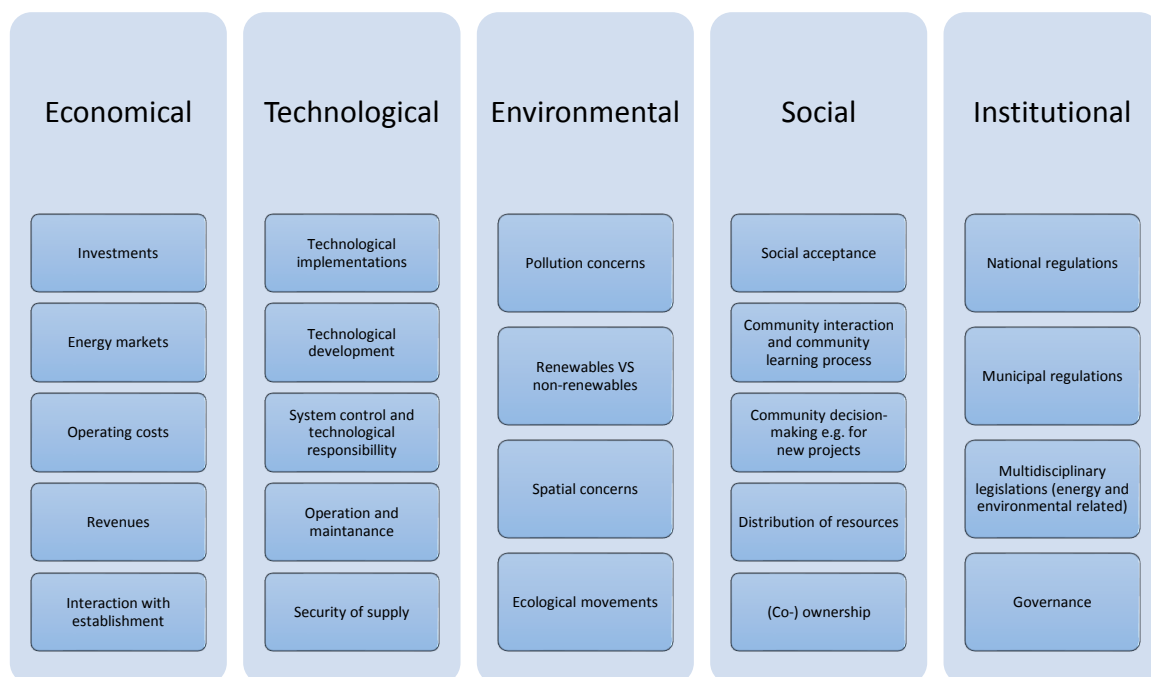 Economical
Investments
Energy markets
Operating costs
Revenues
Interaction with
establishment
Technological
Technological
implementations
Technological
development
System control and
technological
responsibillity
Operation and
maintanance
Security of supply
Environmental
Pollution concerns
Renewables VS
non-renewables
Spatial concerns
Ecological movements
Social
Social acceptance
Community interaction
and community
learning process
Community decision-
making e.g. for
new projects
Distribution of resources
(Co-) ownership
Institutional
National regulations
Municipal regulations
Multidisciplinary
legislations (energy and
environmental related)
Governance